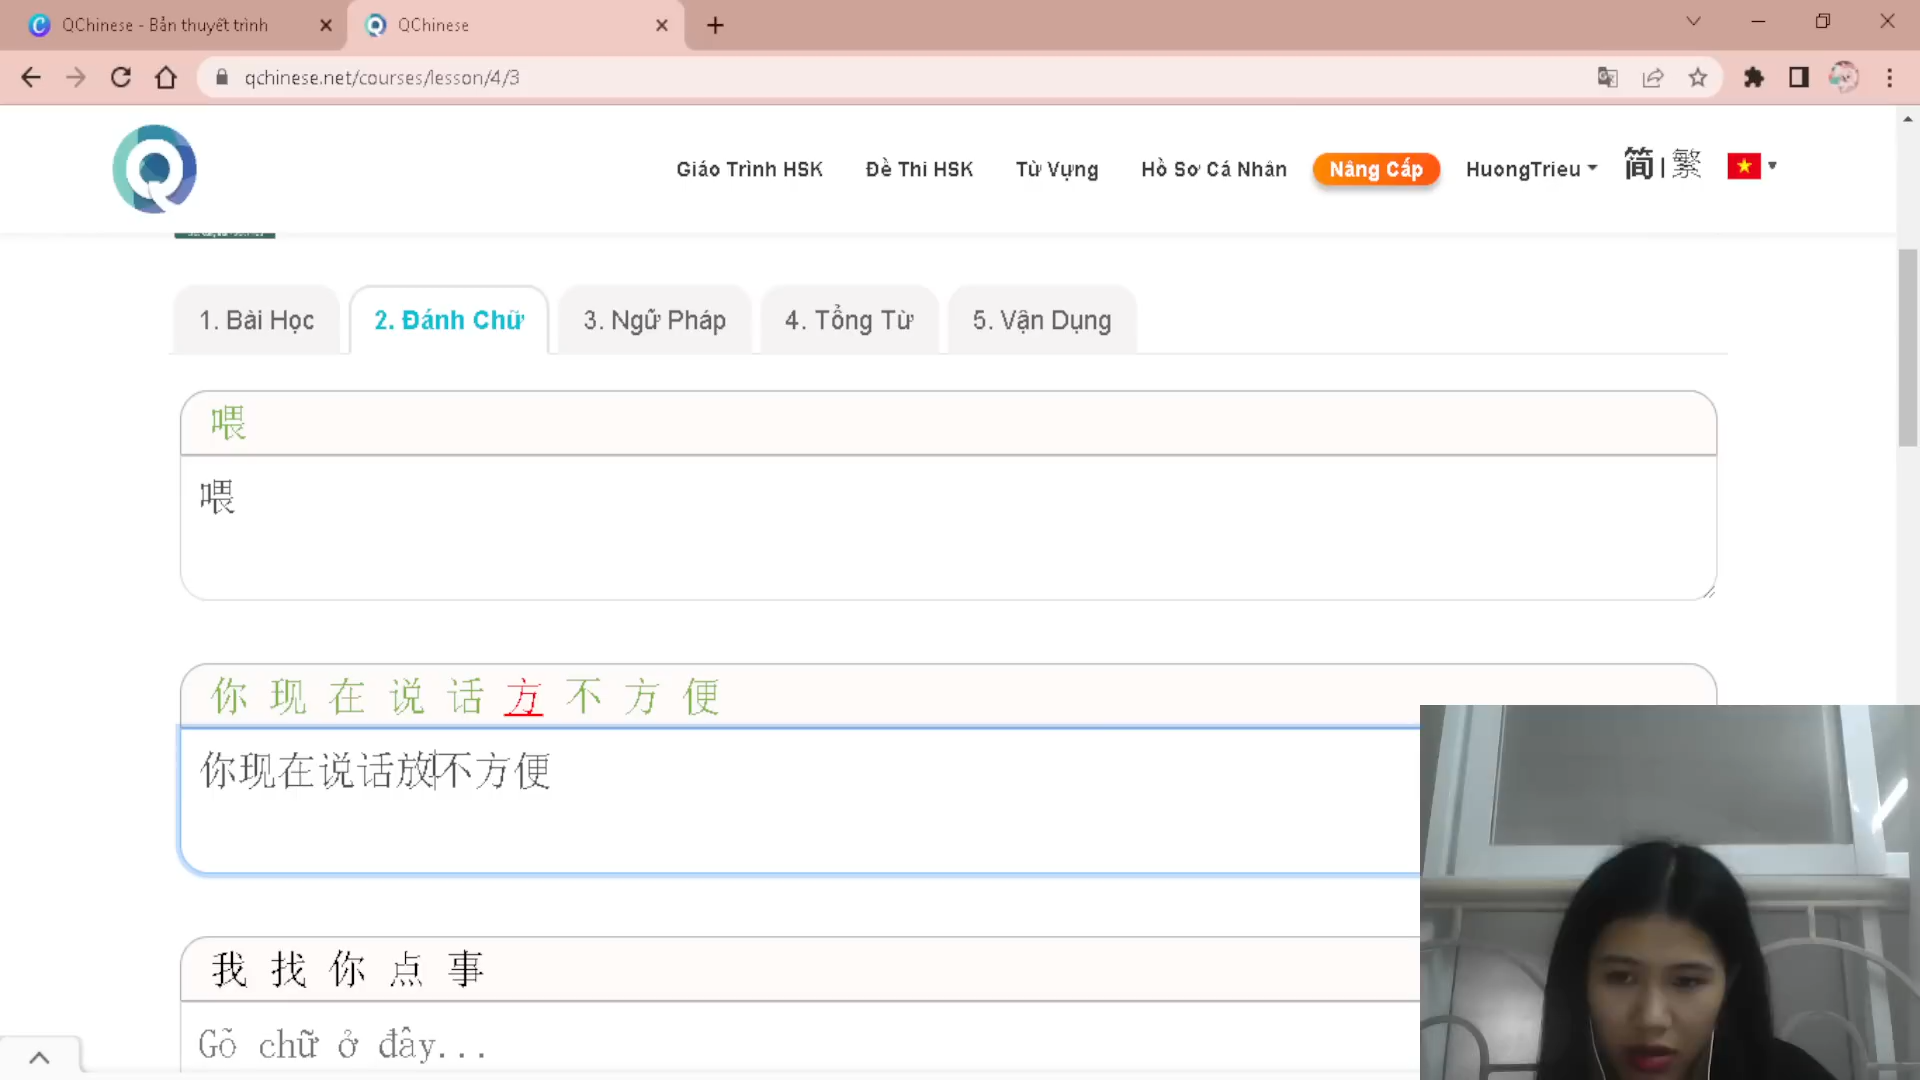 QChinese - Bản thuyết trình
QChinese
qchinese.net/courses/lesson/4/3
Giáo Trình HSK
Đề Thi HSK
Từ Vựng
Hồ Sơ Cá Nhân
Nâng Cấp
HuongTrieu
简 | 繁
1. Bài Học
2. Đánh Chữ
3. Ngữ Pháp
4. Tổng Từ
5. Vận Dụng
喂
喂
你 现 在 说 话 方 不 方 便
你现在说话放不方便
我 找 你 点 事
Gõ chữ ở đây...